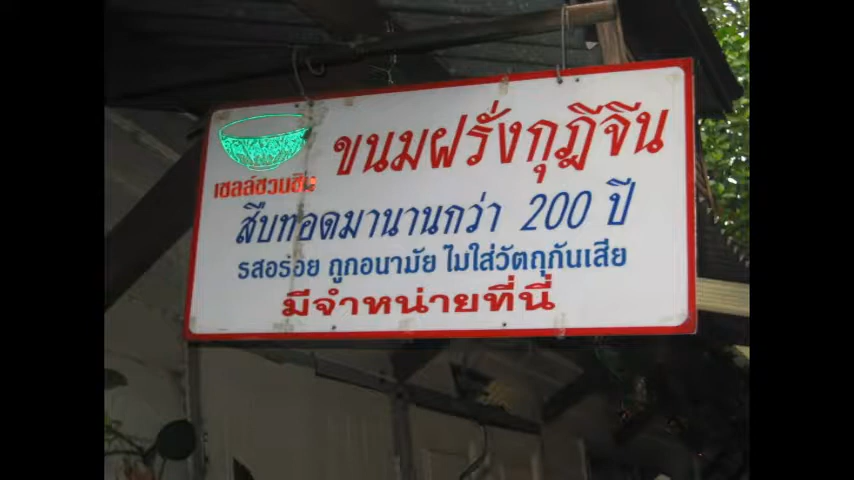 เชลล์ชวนชิม
ขนมฝรั่งกุฎีจีน
สืบทอดมานานกว่า 200 ปี
รสอร่อย ถูกอนามัย ไม่ใส่วัตถุกันเสีย
มีจำหน่ายที่นี่